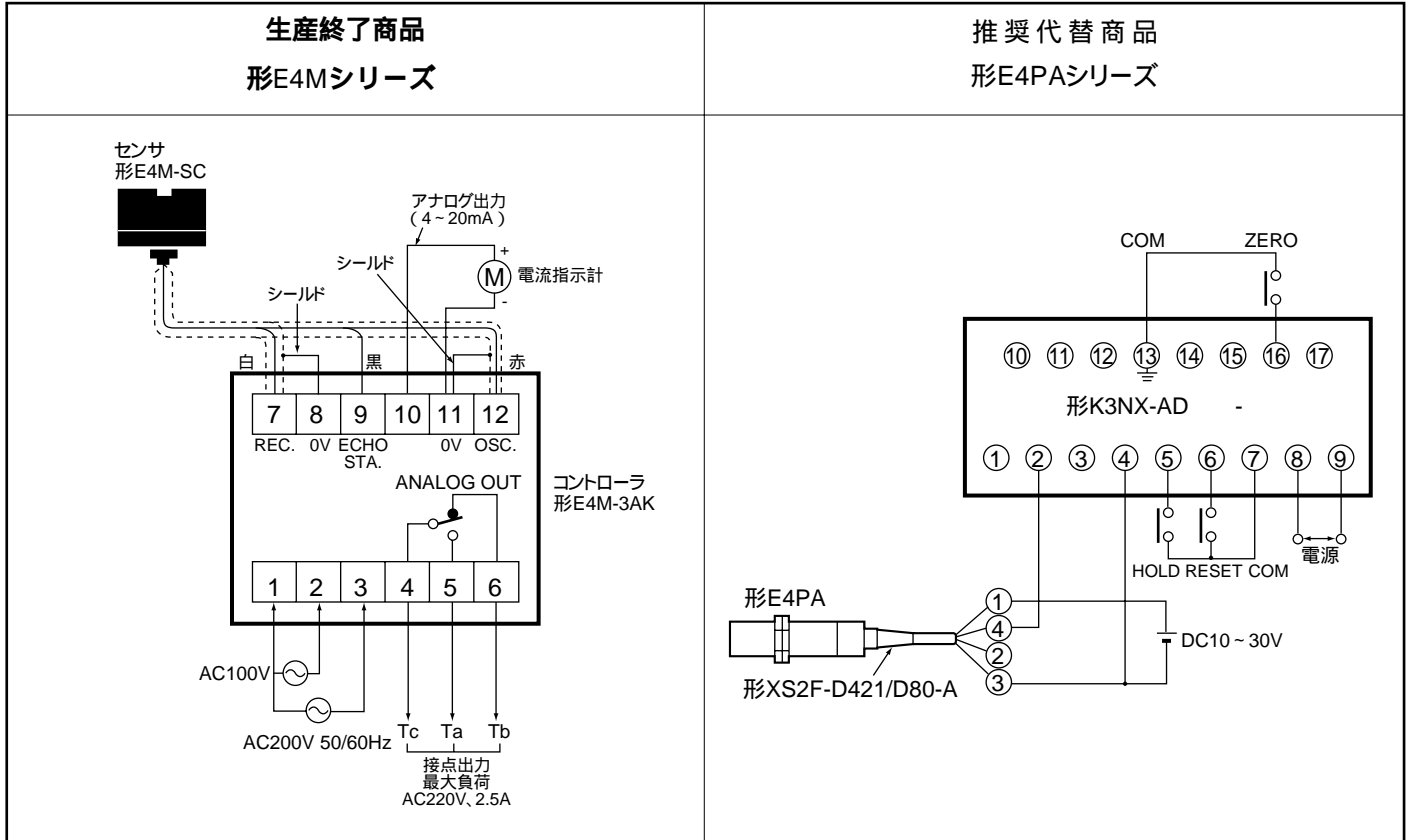 生産終了商品
形E4Mシリーズ
推奨代替商品
形E4PAシリーズ
センサ
形E4M-SC
アナログ出力
(4~20mA)
シールド
+
M
電流指示計
-
シールド
白
黒
赤
7 8 9 10 11 12
REC. 0V ECHO STA. 0V OSC.
ANALOG OUT
コントローラ
形E4M-3AK
1 2 3 4 5 6
AC100V
AC200V 50/60Hz
Tc Ta Tb
接点出力
最大負荷
AC220V、2.5A
COM ZERO
⑩ ⑪ ⑫ ⑬ ⑭ ⑮ ⑯ ⑰
形K3NX-AD -
① ② ③ ④ ⑤ ⑥ ⑦ ⑧ ⑨
HOLD RESET COM
電源
形E4PA
①
④
②
③
DC10~30V
形XS2F-D421/D80-A